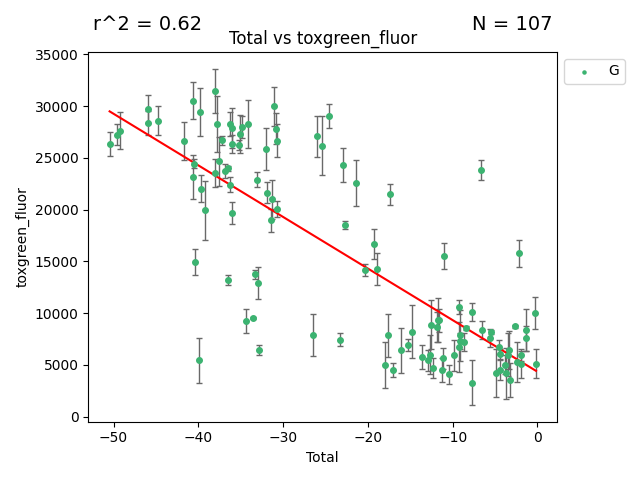 r^2 = 0.62
N = 107
Total vs toxgreen_fluor
G
35000
30000
25000
20000
15000
10000
5000
0
toxgreen_fluor
−50
−40
−30
−20
−10
0
Total